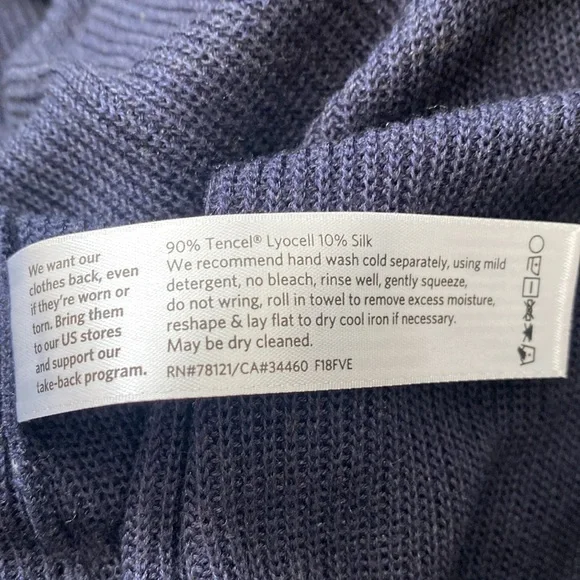 We want our
clothes back, even
if they're worn or
torn. Bring them
to our US stores
and support our
take-back program.
90% Tencel® Lyocell 10% Silk
We recommend hand wash cold separately, using mild
detergent, no bleach, rinse well, gently squeeze,
do not wring, roll in towel to remove excess moisture,
reshape & lay flat to dry cool iron if necessary.
May be dry cleaned.
RN#78121/CA#34460 F18FVE